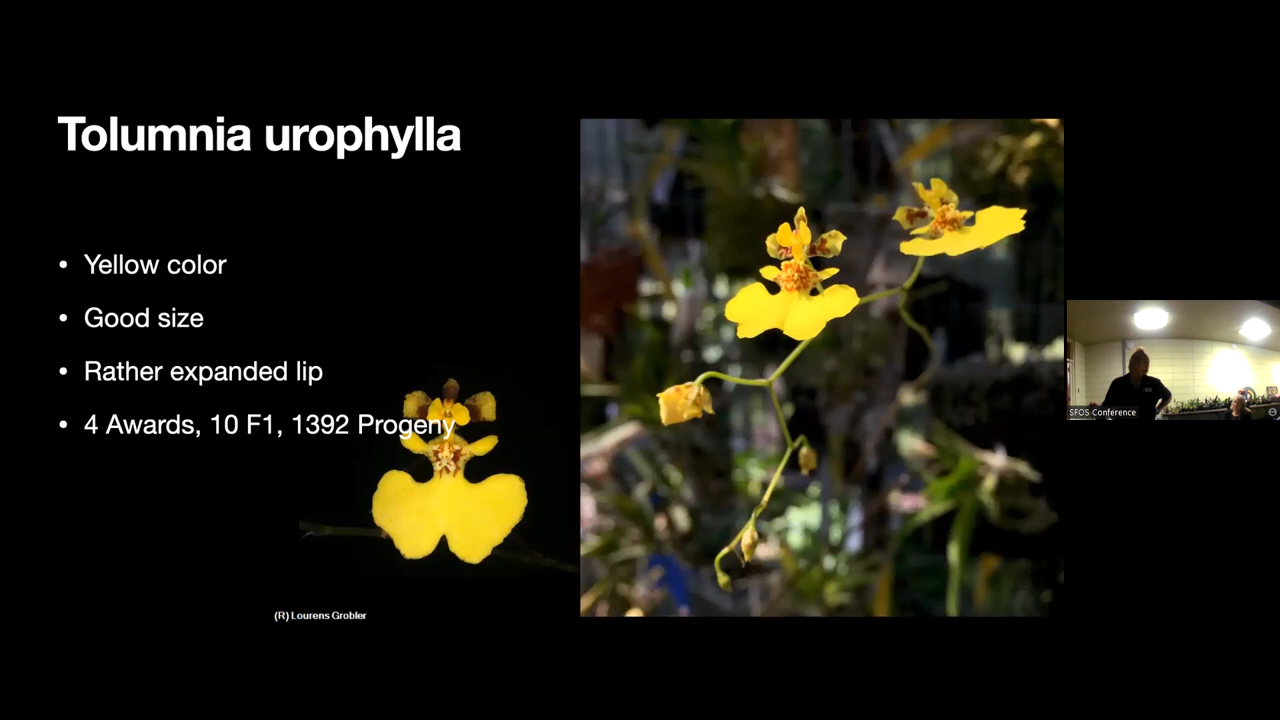 Tolumnia urophylla
• Yellow color
• Good size
• Rather expanded lip
• 4 Awards, 10 F1, 1392 Progeny
(R) Lourens Grobler
SFOS Conference